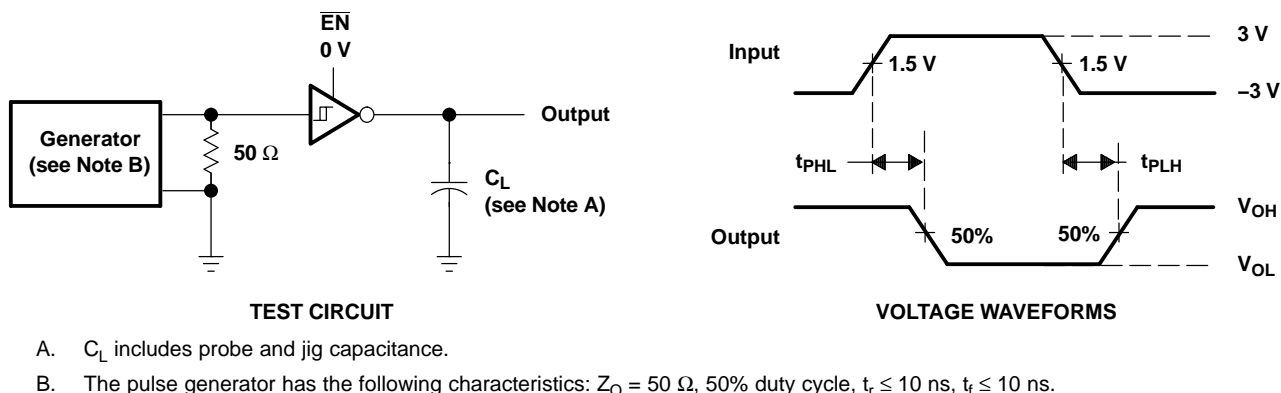 EN
0 V
Generator
(see Note B)
50 Ω
Output
CL
(see Note A)
TEST CIRCUIT
Input
1.5 V
1.5 V
3 V
–3 V
tPHL
tPLH
Output
50%
50%
VOH
VOL
VOLTAGE WAVEFORMS
A. CL includes probe and jig capacitance.
B. The pulse generator has the following characteristics: ZO = 50 Ω, 50% duty cycle, tr ≤ 10 ns, tf ≤ 10 ns.